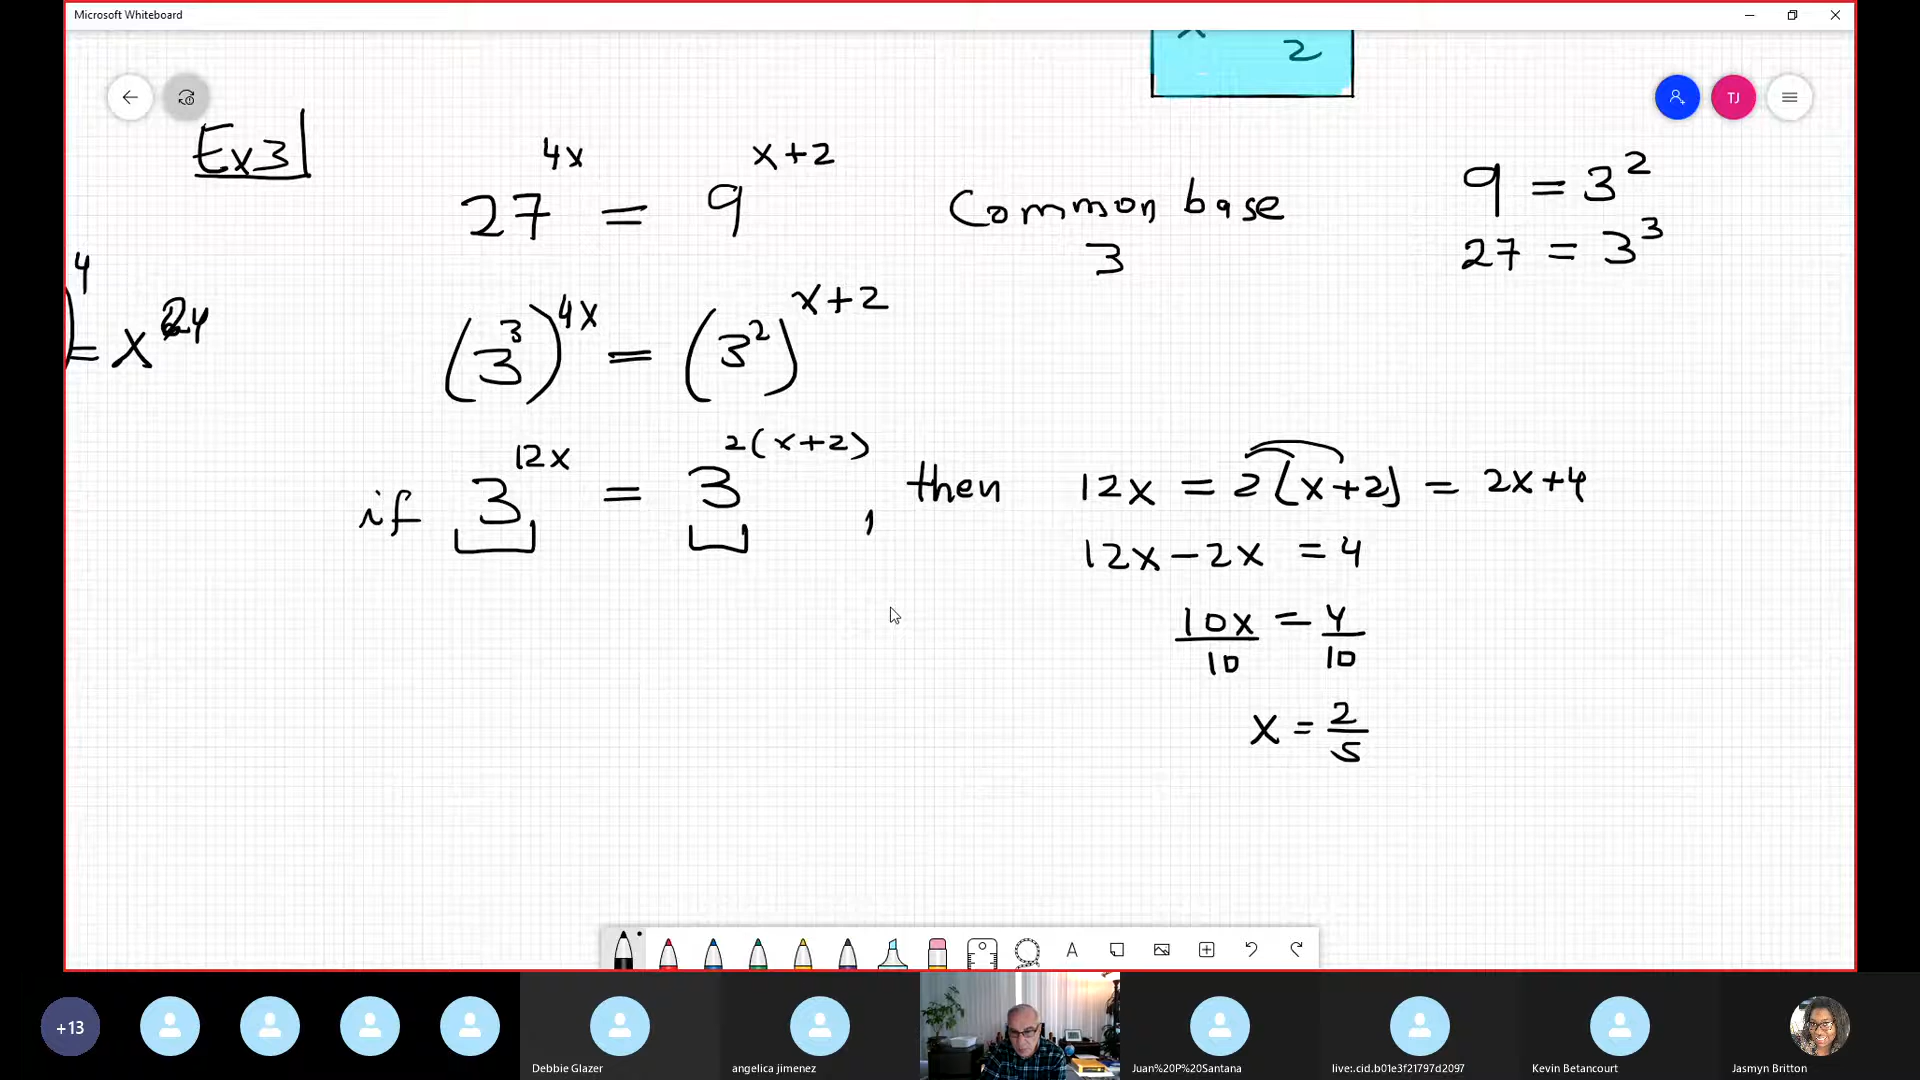 Microsoft Whiteboard
x 2
TJ
Ex3
27^4x = 9^x+2
Common base
3
9 = 3^2
27 = 3^3
)^4 = x^24
(3^3)^4x = (3^2)^x+2
if 3^12x = 3^2(x+2) , then 12x = 2(x+2) = 2x+4
12x - 2x = 4
10x/10 = 4/10
x = 2/5
A
+13
Debbie Glazer
angelica jimenez
Juan%20P%20Santana
live:.cid.b01e3f21797d2097
Kevin Betancourt
Jasmyn Britton